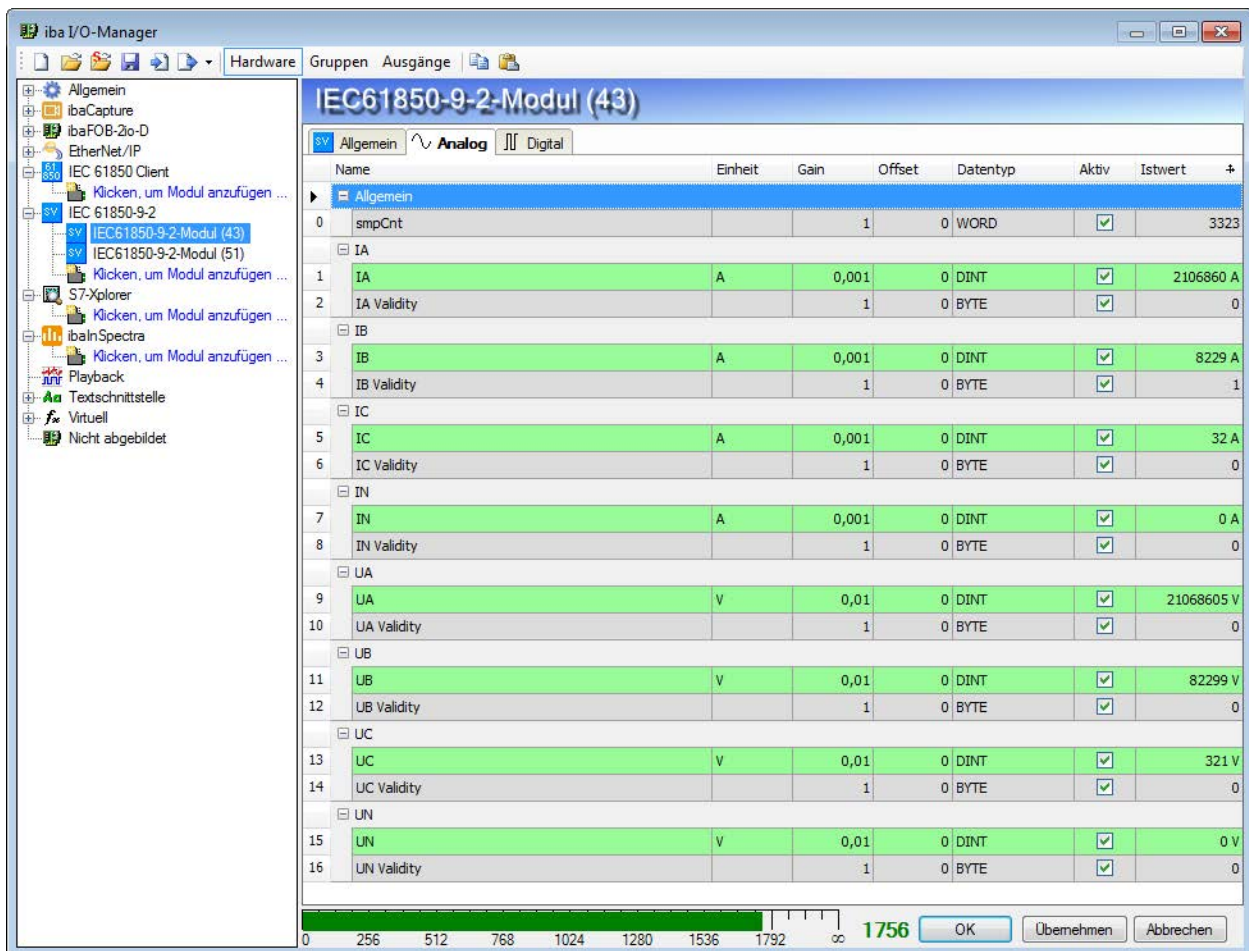 iba I/O-Manager
Hardware Gruppen Ausgänge
Allgemein
ibaCapture
ibaFOB-2io-D
EtherNet/IP
61 850 IEC 61850 Client
Klicken, um Modul anzufügen ...
SV IEC 61850-9-2
SV IEC61850-9-2-Modul (43)
SV IEC61850-9-2-Modul (51)
Klicken, um Modul anzufügen ...
S7-Xplorer
Klicken, um Modul anzufügen ...
ibaInSpectra
Klicken, um Modul anzufügen ...
Playback
Aa Textschnittstelle
fx Virtuell
Nicht abgebildet
IEC61850-9-2-Modul (43)
SV Allgemein Analog Digital
Name Einheit Gain Offset Datentyp Aktiv Istwert
Allgemein
0 smpCnt 1 0 WORD 3323
IA
1 IA A 0,001 0 DINT 2106860 A
2 IA Validity 1 0 BYTE 0
IB
3 IB A 0,001 0 DINT 8229 A
4 IB Validity 1 0 BYTE 1
IC
5 IC A 0,001 0 DINT 32 A
6 IC Validity 1 0 BYTE 0
IN
7 IN A 0,001 0 DINT 0 A
8 IN Validity 1 0 BYTE 0
UA
9 UA V 0,01 0 DINT 21068605 V
10 UA Validity 1 0 BYTE 0
UB
11 UB V 0,01 0 DINT 82299 V
12 UB Validity 1 0 BYTE 0
UC
13 UC V 0,01 0 DINT 321 V
14 UC Validity 1 0 BYTE 0
UN
15 UN V 0,01 0 DINT 0 V
16 UN Validity 1 0 BYTE 0
0 256 512 768 1024 1280 1536 1792 ∞ 1756 OK Übernehmen Abbrechen